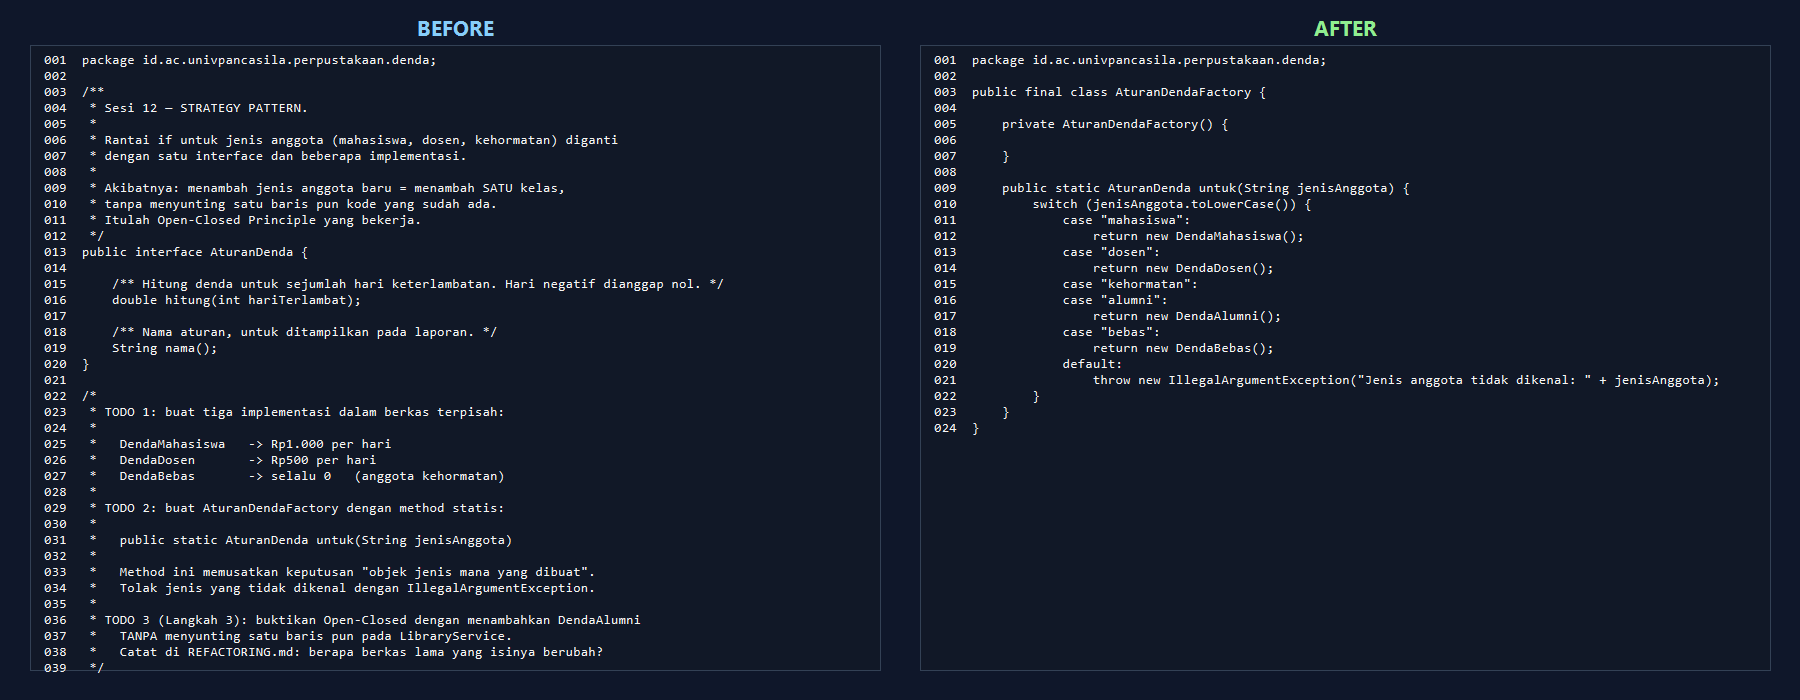 BEFORE
001 package id.ac.univpancasila.perpustakaan.denda;
002
003 /**
004  * Sesi 12 — STRATEGY PATTERN.
005  *
006  * Rantai if untuk jenis anggota (mahasiswa, dosen, kehormatan) diganti
007  * dengan satu interface dan beberapa implementasi.
008  *
009  * Akibatnya: menambah jenis anggota baru = menambah SATU kelas,
010  * tanpa menyunting satu baris pun kode yang sudah ada.
011  * Itulah Open-Closed Principle yang bekerja.
012  */
013 public interface AturanDenda {
014
015     /** Hitung denda untuk sejumlah hari keterlambatan. Hari negatif dianggap nol. */
016     double hitung(int hariTerlambat);
017
018     /** Nama aturan, untuk ditampilkan pada laporan. */
019     String nama();
020 }
021
022 /*
023  * TODO 1: buat tiga implementasi dalam berkas terpisah:
024  *
025  *   DendaMahasiswa   -> Rp1.000 per hari
026  *   DendaDosen       -> Rp500 per hari
027  *   DendaBebas       -> selalu 0   (anggota kehormatan)
028  *
029  * TODO 2: buat AturanDendaFactory dengan method statis:
030  *
031  *   public static AturanDenda untuk(String jenisAnggota)
032  *
033  *   Method ini memusatkan keputusan "objek jenis mana yang dibuat".
034  *   Tolak jenis yang tidak dikenal dengan IllegalArgumentException.
035  *
036  * TODO 3 (Langkah 3): buktikan Open-Closed dengan menambahkan DendaAlumni
037  *   TANPA menyunting satu baris pun pada LibraryService.
038  *   Catat di REFACTORING.md: berapa berkas lama yang isinya berubah?
039  */
AFTER
001 package id.ac.univpancasila.perpustakaan.denda;
002
003 public final class AturanDendaFactory {
004
005     private AturanDendaFactory() {
006
007     }
008
009     public static AturanDenda untuk(String jenisAnggota) {
010         switch (jenisAnggota.toLowerCase()) {
011             case "mahasiswa":
012                 return new DendaMahasiswa();
013             case "dosen":
014                 return new DendaDosen();
015             case "kehormatan":
016             case "alumni":
017                 return new DendaAlumni();
018             case "bebas":
019                 return new DendaBebas();
020             default:
021                 throw new IllegalArgumentException("Jenis anggota tidak dikenal: " + jenisAnggota);
022         }
023     }
024 }